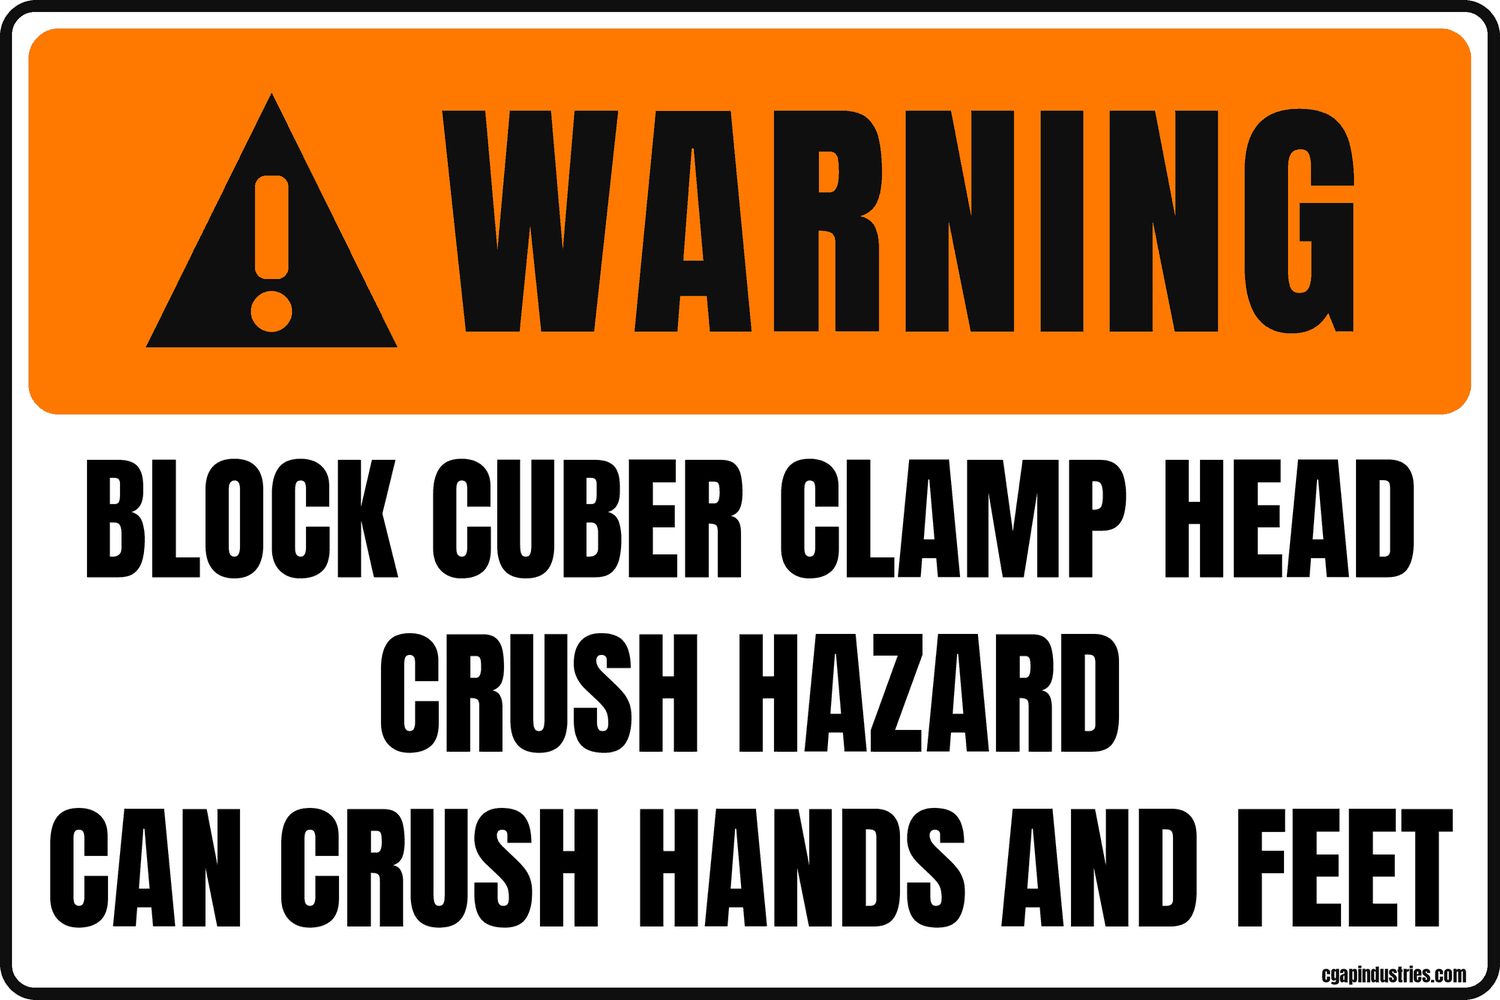 WARNING
BLOCK CUBER CLAMP HEAD
CRUSH HAZARD
CAN CRUSH HANDS AND FEET
cgapindustries.com